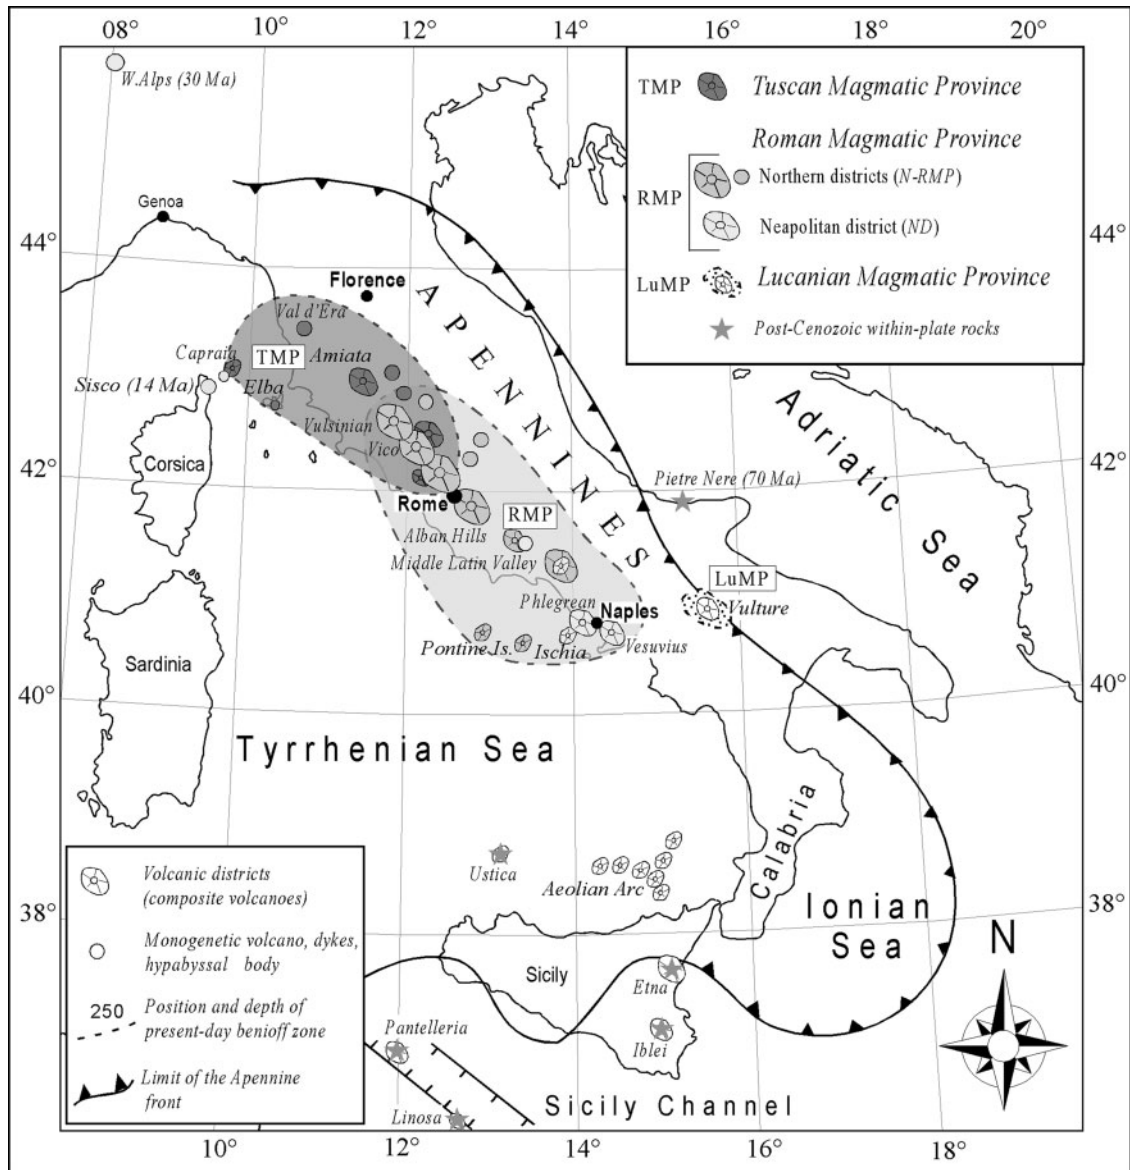 08° 10° 12° 14° 16° 18° 20°
W.Alps (30 Ma)
TMP Tuscan Magmatic Province
Roman Magmatic Province
RMP
Northern districts (N-RMP)
Neapolitan district (ND)
LuMP Lucanian Magmatic Province
Post-Cenozoic within-plate rocks
Genoa
44° 44°
Florence
APENNINES
Val d'Era
Capraia TMP Amiata
Sisco (14 Ma) Elba
Vulsinian
Vico
Adriatic Sea
Corsica
42° 42°
Pietre Nere (70 Ma)
Rome
RMP
Alban Hills
Middle Latin Valley
LuMP
Phlegrean Naples Vulture
Pontine Is. Ischia Vesuvius
Sardinia
40° 40°
Tyrrhenian Sea
Calabria
Ustica
Aeolian Arc
Ionian
Sea
38° 38°
Volcanic districts
(composite volcanoes)
Monogenetic volcano, dykes,
hypabyssal body
250 Position and depth of
present-day benioff zone
Limit of the Apennine
front
Sicily
Etna
N
Pantelleria
Iblei
Linosa
Sicily Channel
10° 12° 14° 16° 18°